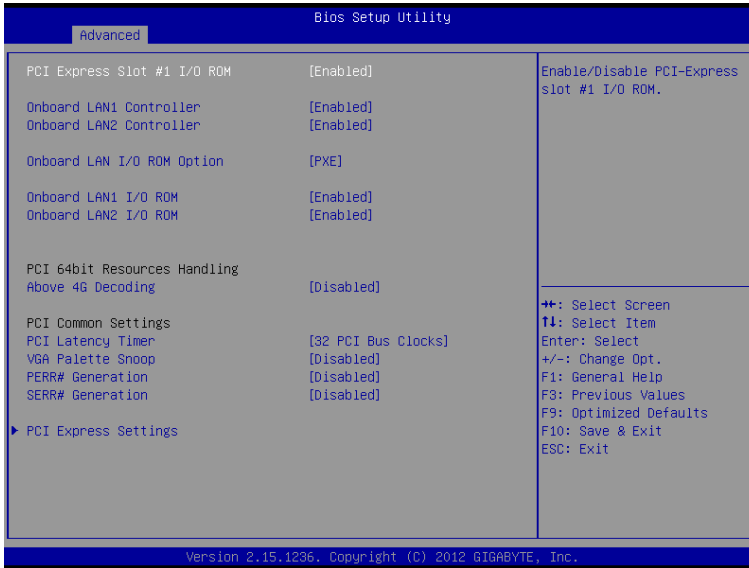 Bios Setup Utility
Advanced
PCI Express Slot #1 I/O ROM [Enabled]
Onboard LAN1 Controller [Enabled]
Onboard LAN2 Controller [Enabled]
Onboard LAN I/O ROM Option [PXE]
Onboard LAN1 I/O ROM [Enabled]
Onboard LAN2 I/O ROM [Enabled]
PCI 64bit Resources Handling
Above 4G Decoding [Disabled]
PCI Common Settings
PCI Latency Timer [32 PCI Bus Clocks]
VGA Palette Snoop [Disabled]
PERR# Generation [Disabled]
SERR# Generation [Disabled]
PCI Express Settings
Enable/Disable PCI-Express
slot #1 I/O ROM.
→←: Select Screen
↑↓: Select Item
Enter: Select
+/-: Change Opt.
F1: General Help
F3: Previous Values
F9: Optimized Defaults
F10: Save & Exit
ESC: Exit
Version 2.15.1236. Copyright (C) 2012 GIGABYTE, Inc.